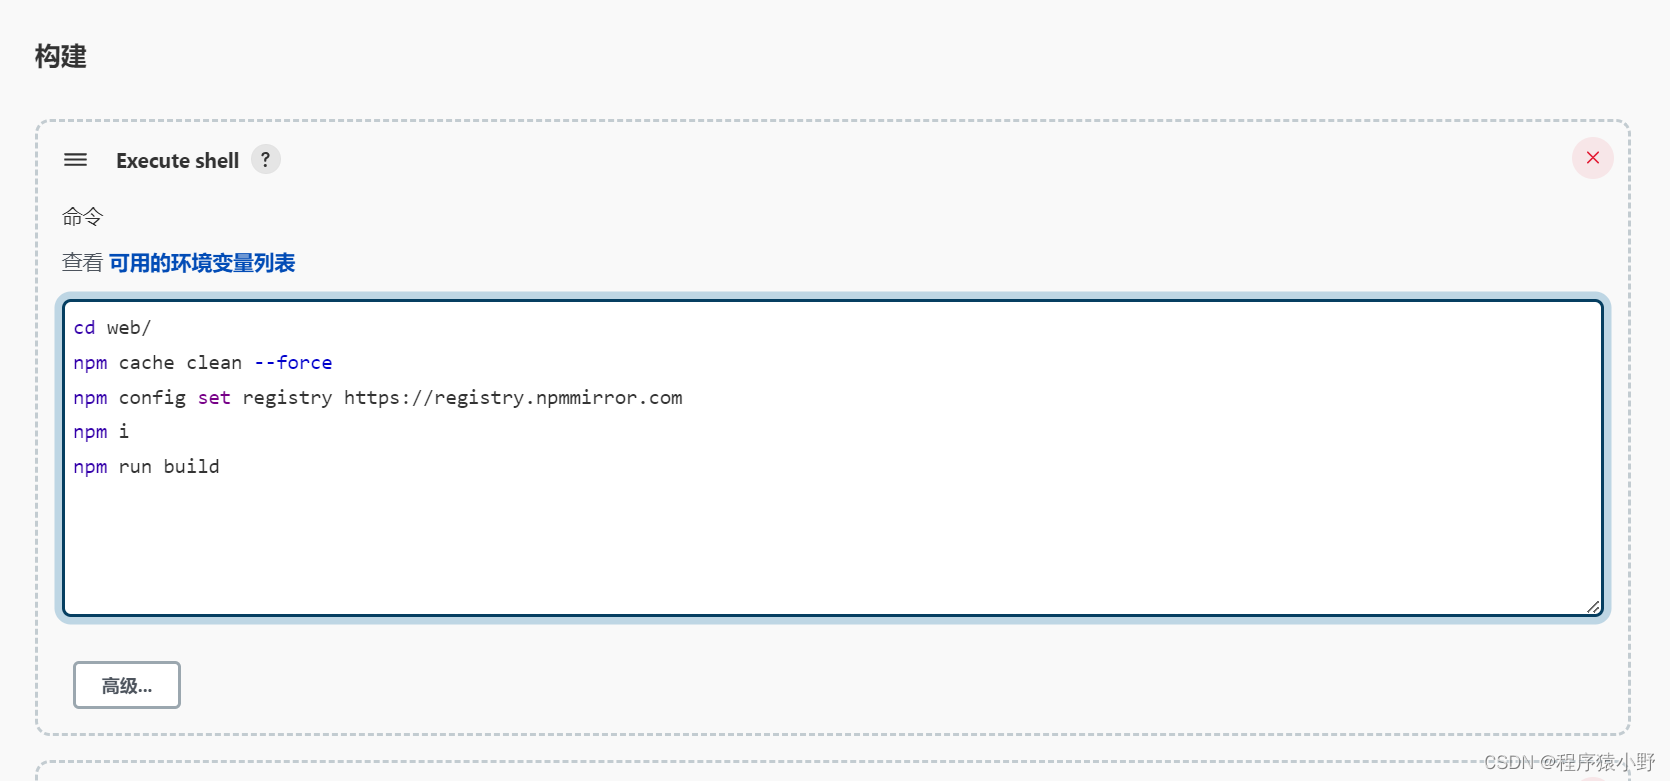 构建
Execute shell ?
命令
查看 可用的环境变量列表
cd web/
npm cache clean --force
npm config set registry https://registry.npmmirror.com
npm i
npm run build
高级...
CSDN @程序猿小野